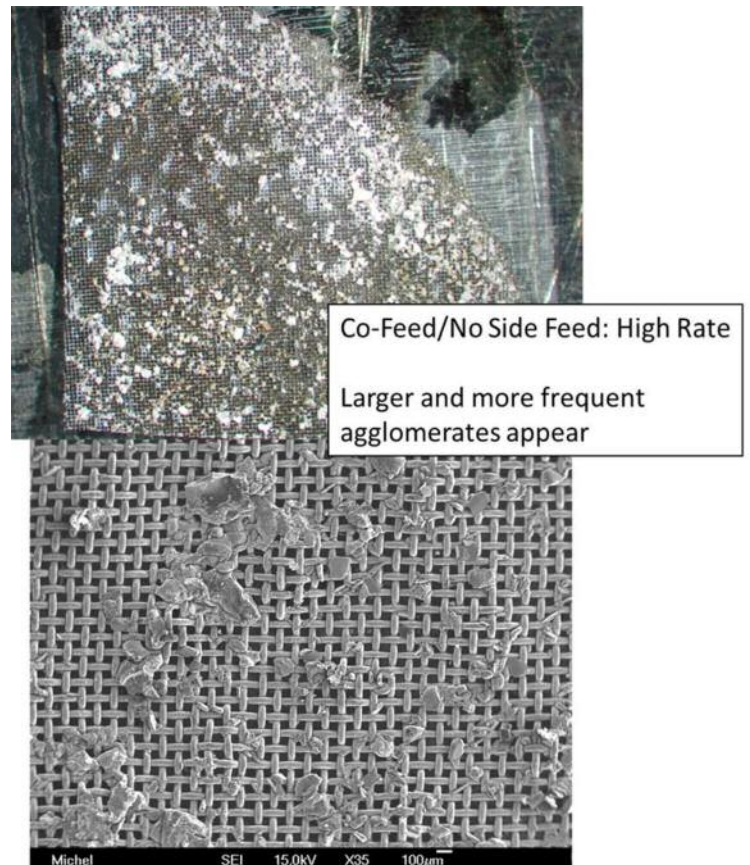 Co-Feed/No Side Feed: High Rate
Larger and more frequent
agglomerates appear
Michel SEI 15.0kV X35 100μm